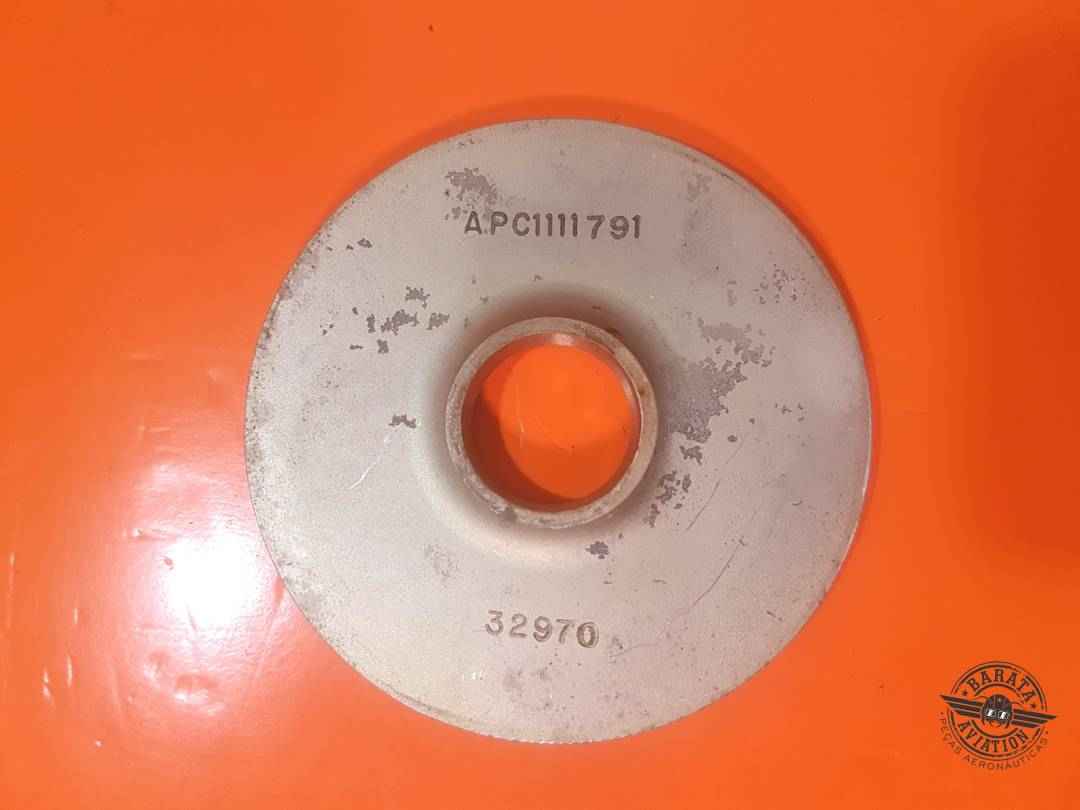 APC1111791
32970
BARATA
AVIATION
•PEÇAS AERONÁUTICAS•